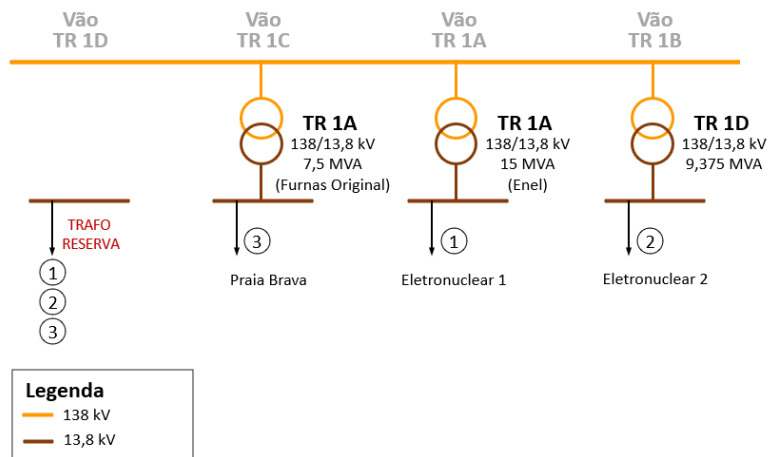 Vão
TR 1D
Vão
TR 1C
Vão
TR 1A
Vão
TR 1B
TR 1A
138/13,8 kV
7,5 MVA
(Furnas Original)
TR 1A
138/13,8 kV
15 MVA
(Enel)
TR 1D
138/13,8 kV
9,375 MVA
TRAFO
RESERVA
1
2
3
3
Praia Brava
1
Eletronuclear 1
2
Eletronuclear 2
Legenda
138 kV
13,8 kV